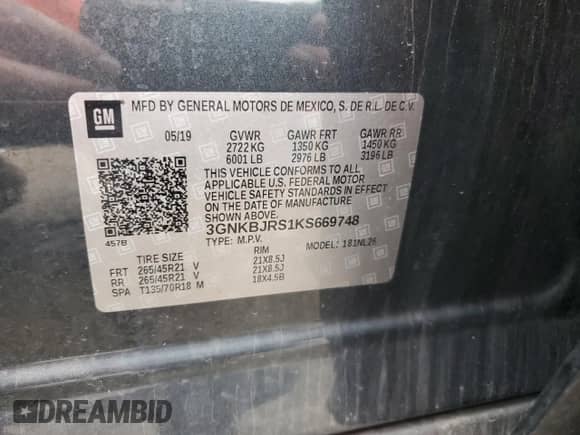 GM MFD BY GENERAL MOTORS DE MEXICO, S. DE R.L. DE C.V.
05/19 GVWR GAWR FRT GAWR RR
2722 KG 1350 KG 1450 KG
6001 LB 2976 LB 3196 LB
THIS VEHICLE CONFORMS TO ALL
APPLICABLE U.S. FEDERAL MOTOR
VEHICLE SAFETY STANDARDS IN EFFECT
ON THE DATE OF MANUFACTURE
SHOWN ABOVE.
457B 3GNKBJRS1KS669748
TYPE: M.P.V. MODEL: 181NL26
TIRE SIZE RIM
FRT 265/45R21 V 21X8.5J
RR 265/45R21 V 21X8.5J
SPA T135/70R18 M 18X4.5B
DREAMBID